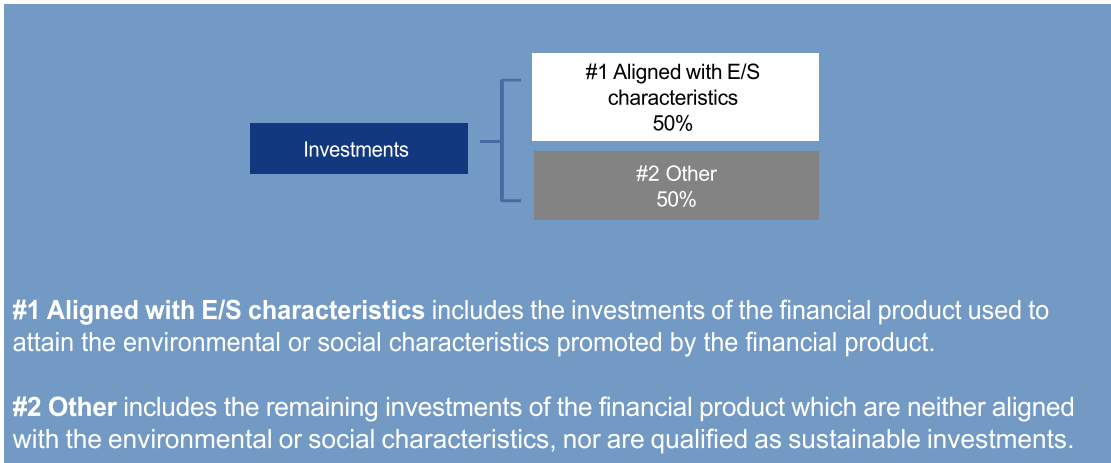 #1 Aligned with E/S
characteristics
50%
Investments
#2 Other
50%
#1 Aligned with E/S characteristics includes the investments of the financial product used to
attain the environmental or social characteristics promoted by the financial product.
#2 Other includes the remaining investments of the financial product which are neither aligned
with the environmental or social characteristics, nor are qualified as sustainable investments.